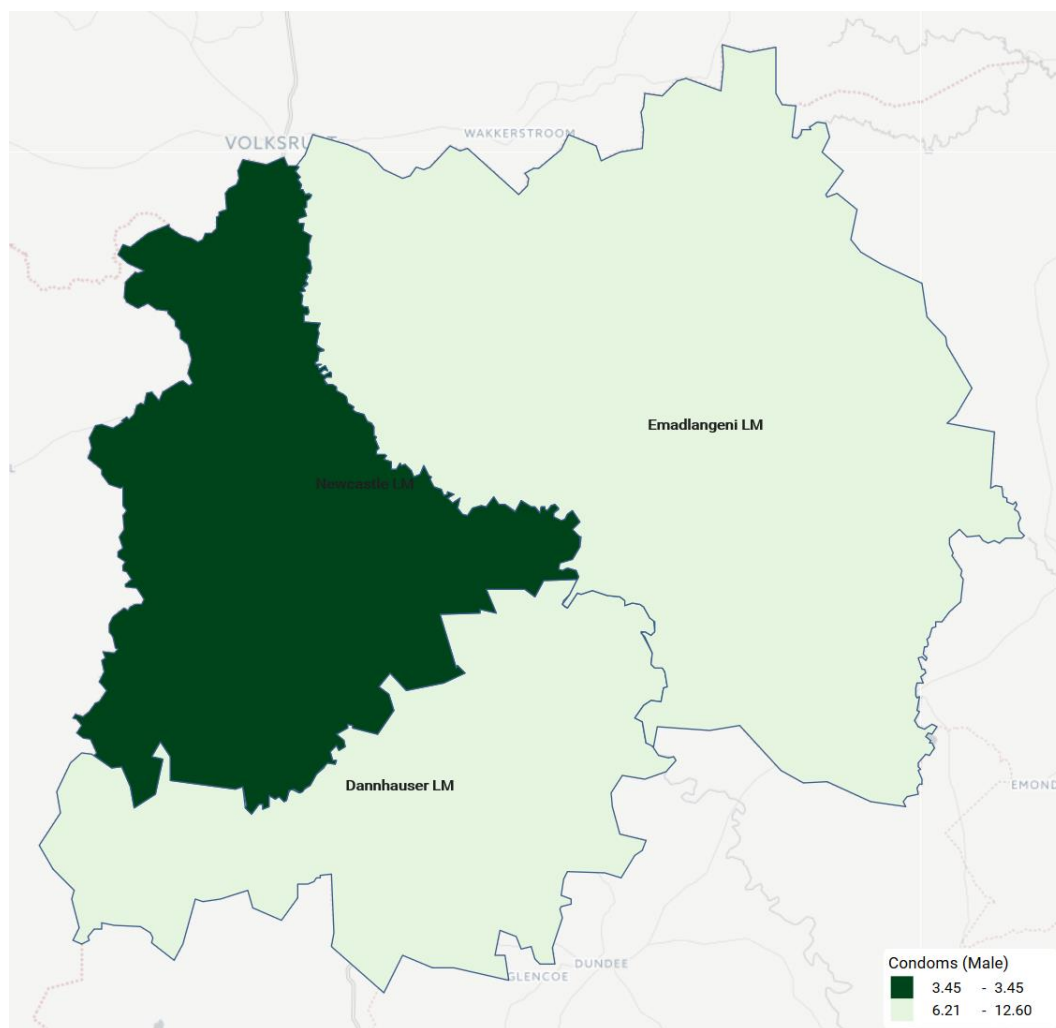 VOLKSRUST
WAKKERSTROOM
Emadlangeni LM
Newcastle LM
Dannhauser LM
EMOND
DUNDEE
GLENCOE
Condoms (Male)
3.45 - 3.45
6.21 - 12.60